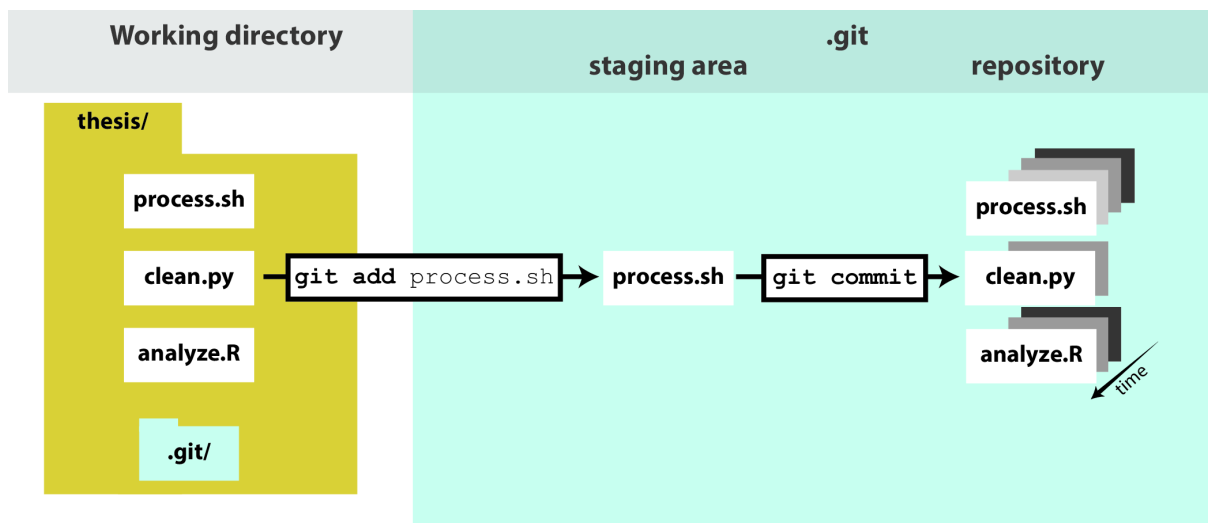 Working directory
.git
staging area
repository
thesis/
process.sh
clean.py
analyze.R
.git/
git add process.sh
process.sh
git commit
process.sh
clean.py
analyze.R
time